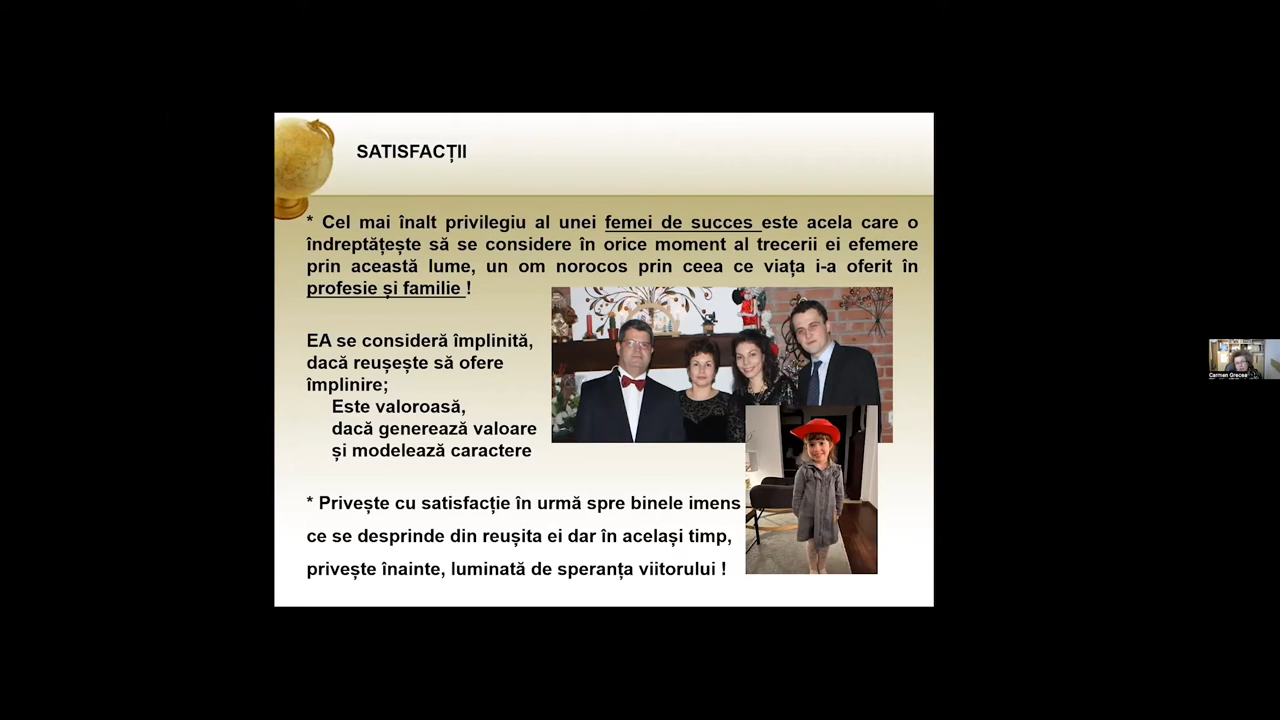 SATISFACȚII
* Cel mai înalt privilegiu al unei femei de succes este acela care o
îndreptățește să se considere în orice moment al trecerii ei efemere
prin această lume, un om norocos prin ceea ce viața i-a oferit în
profesie și familie !
EA se consideră împlinită,
dacă reușește să ofere
împlinire;
Este valoroasă,
dacă generează valoare
și modelează caractere
* Privește cu satisfacție în urmă spre binele imens
ce se desprinde din reușita ei dar în același timp,
privește înainte, luminată de speranța viitorului !
Carmen Grecea